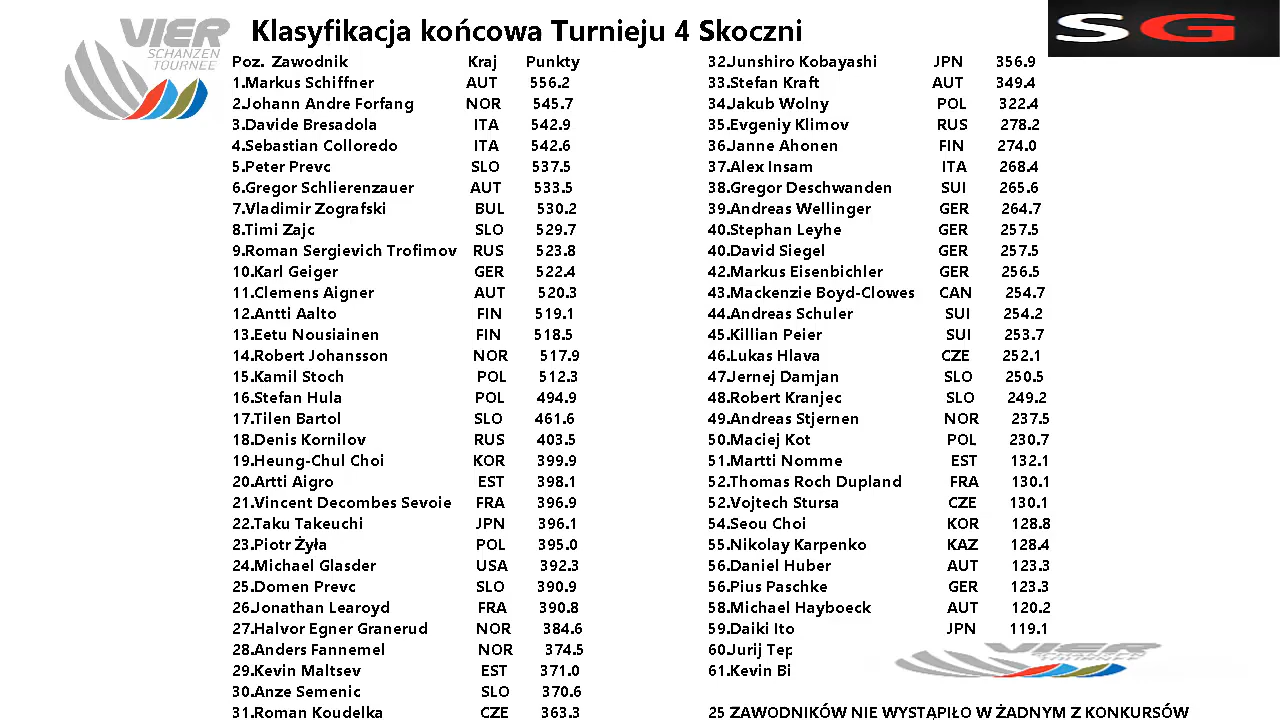 VIER
SCHANZEN
TOURNEE
Klasyfikacja końcowa Turnieju 4 Skoczni
SG
Poz. Zawodnik Kraj Punkty
1.Markus Schiffner AUT 556.2
2.Johann Andre Forfang NOR 545.7
3.Davide Bresadola ITA 542.9
4.Sebastian Colloredo ITA 542.6
5.Peter Prevc SLO 537.5
6.Gregor Schlierenzauer AUT 533.5
7.Vladimir Zografski BUL 530.2
8.Timi Zajc SLO 529.7
9.Roman Sergievich Trofimov RUS 523.8
10.Karl Geiger GER 522.4
11.Clemens Aigner AUT 520.3
12.Antti Aalto FIN 519.1
13.Eetu Nousiainen FIN 518.5
14.Robert Johansson NOR 517.9
15.Kamil Stoch POL 512.3
16.Stefan Hula POL 494.9
17.Tilen Bartol SLO 461.6
18.Denis Kornilov RUS 403.5
19.Heung-Chul Choi KOR 399.9
20.Artti Aigro EST 398.1
21.Vincent Decombes Sevoie FRA 396.9
22.Taku Takeuchi JPN 396.1
23.Piotr Żyła POL 395.0
24.Michael Glasder USA 392.3
25.Domen Prevc SLO 390.9
26.Jonathan Learoyd FRA 390.8
27.Halvor Egner Granerud NOR 384.6
28.Anders Fannemel NOR 374.5
29.Kevin Maltsev EST 371.0
30.Anze Semenic SLO 370.6
31.Roman Koudelka CZE 363.3
32.Junshiro Kobayashi JPN 356.9
33.Stefan Kraft AUT 349.4
34.Jakub Wolny POL 322.4
35.Evgeniy Klimov RUS 278.2
36.Janne Ahonen FIN 274.0
37.Alex Insam ITA 268.4
38.Gregor Deschwanden SUI 265.6
39.Andreas Wellinger GER 264.7
40.Stephan Leyhe GER 257.5
40.David Siegel GER 257.5
42.Markus Eisenbichler GER 256.5
43.Mackenzie Boyd-Clowes CAN 254.7
44.Andreas Schuler SUI 254.2
45.Killian Peier SUI 253.7
46.Lukas Hlava CZE 252.1
47.Jernej Damjan SLO 250.5
48.Robert Kranjec SLO 249.2
49.Andreas Stjernen NOR 237.5
50.Maciej Kot POL 230.7
51.Martti Nomme EST 132.1
52.Thomas Roch Dupland FRA 130.1
52.Vojtech Stursa CZE 130.1
54.Seou Choi KOR 128.8
55.Nikolay Karpenko KAZ 128.4
56.Daniel Huber AUT 123.3
56.Pius Paschke GER 123.3
58.Michael Hayboeck AUT 120.2
59.Daiki Ito JPN 119.1
60.Jurij Tep
61.Kevin Bi
VIER
SCHANZEN
TOURNEE
25 ZAWODNIKÓW NIE WYSTĄPIŁO W ŻADNYM Z KONKURSÓW